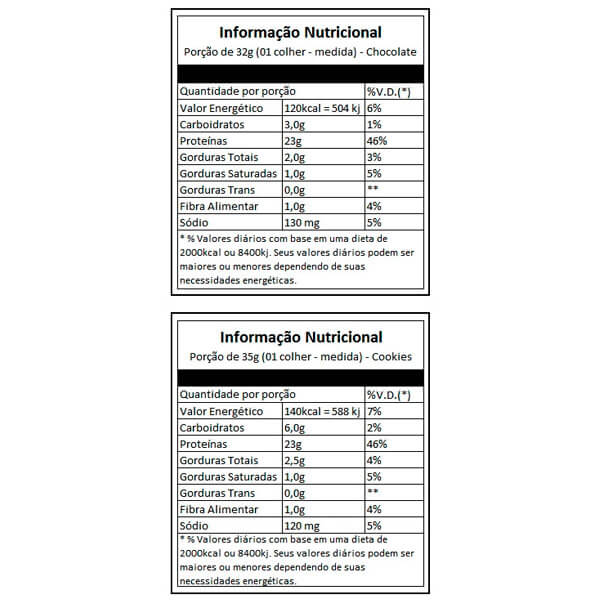 Informação Nutricional
Porção de 32g (01 colher - medida) - Chocolate
Quantidade por porção %V.D.(*)
Valor Energético 120kcal = 504 kj 6%
Carboidratos 3,0g 1%
Proteínas 23g 46%
Gorduras Totais 2,0g 3%
Gorduras Saturadas 1,0g 5%
Gorduras Trans 0,0g **
Fibra Alimentar 1,0g 4%
Sódio 130 mg 5%
* % Valores diários com base em uma dieta de
2000kcal ou 8400kj. Seus valores diários podem ser
maiores ou menores dependendo de suas
necessidades energéticas.
Informação Nutricional
Porção de 35g (01 colher - medida) - Cookies
Quantidade por porção %V.D.(*)
Valor Energético 140kcal = 588 kj 7%
Carboidratos 6,0g 2%
Proteínas 23g 46%
Gorduras Totais 2,5g 4%
Gorduras Saturadas 1,0g 5%
Gorduras Trans 0,0g **
Fibra Alimentar 1,0g 4%
Sódio 120 mg 5%
* % Valores diários com base em uma dieta de
2000kcal ou 8400kj. Seus valores diários podem ser
maiores ou menores dependendo de suas
necessidades energéticas.